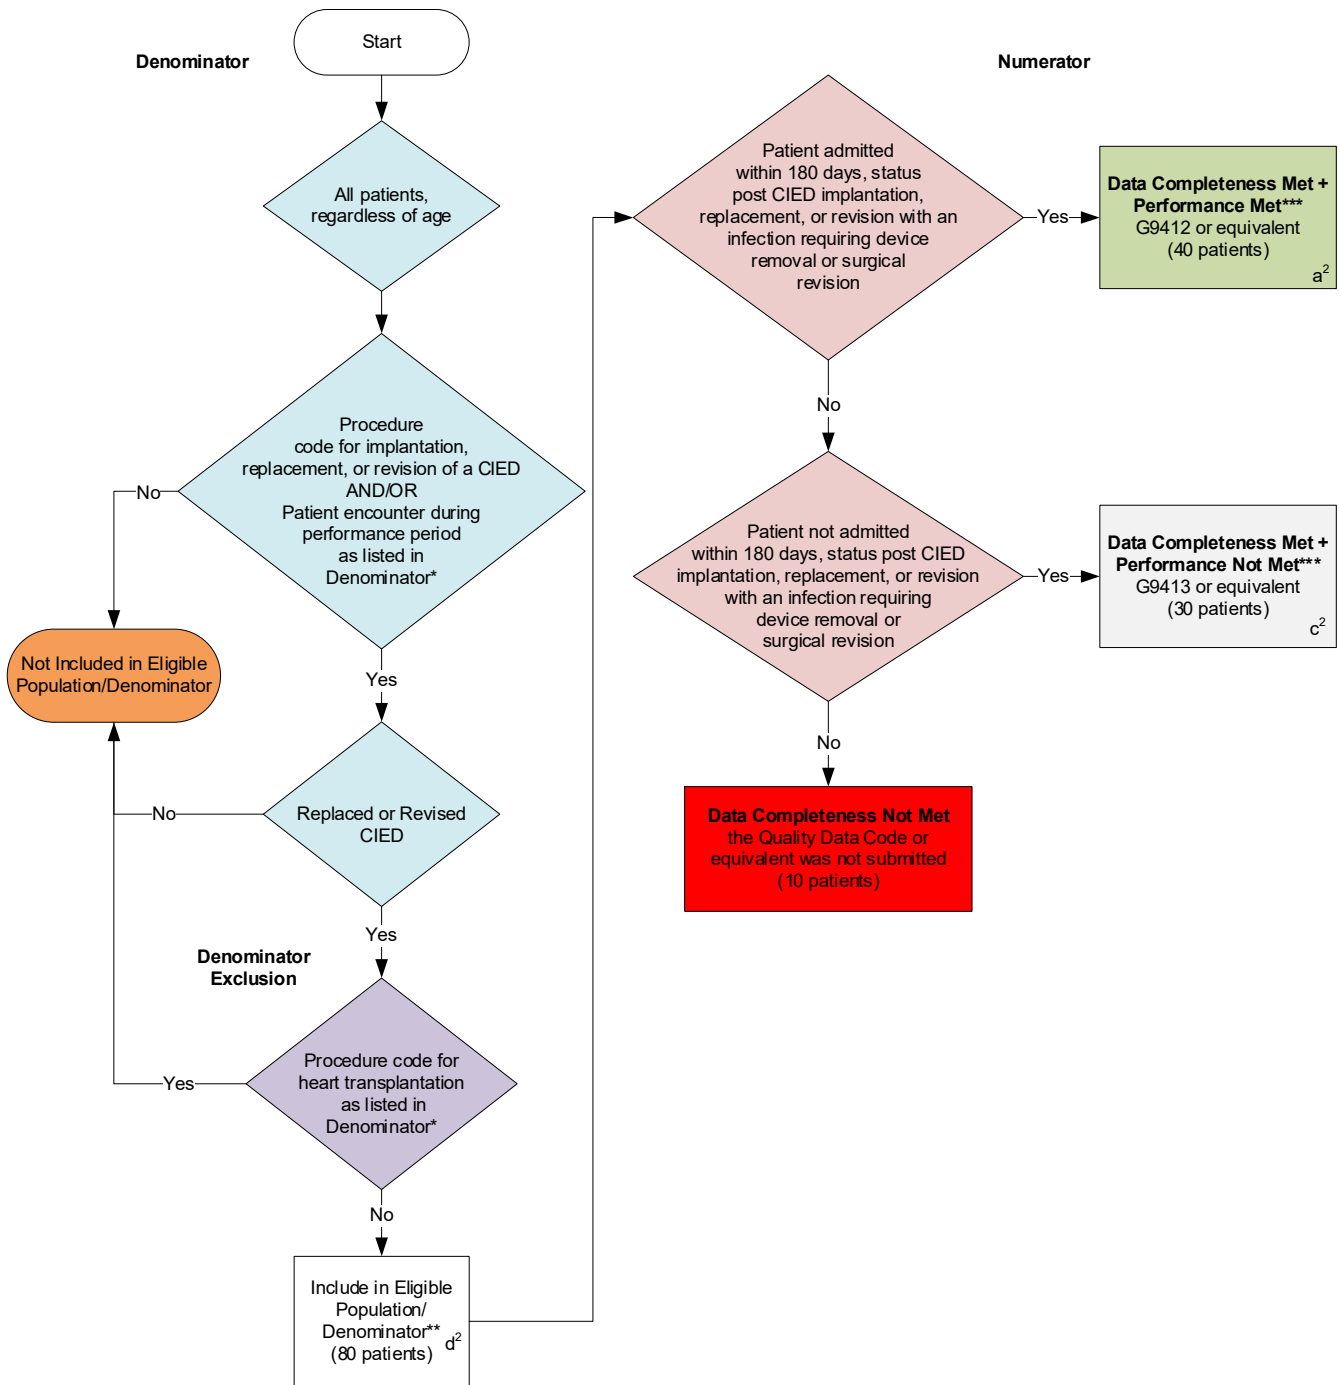 Start
Denominator
All patients,
regardless of age
Procedure
code for implantation,
replacement, or revision of a CIED
AND/OR
Patient encounter during
performance period
as listed in
Denominator*
No
Not Included in Eligible
Population/Denominator
Yes
Replaced or Revised
CIED
No
Yes
Denominator
Exclusion
Procedure code for
heart transplantation
as listed in
Denominator*
Yes
No
Include in Eligible
Population/
Denominator**
(80 patients) d²
Numerator
Patient admitted
within 180 days, status
post CIED implantation,
replacement, or revision with an
infection requiring device
removal or surgical
revision
Yes
Data Completeness Met +
Performance Met***
G9412 or equivalent
(40 patients)
a²
No
Patient not admitted
within 180 days, status post CIED
implantation, replacement, or revision
with an infection requiring
device removal or
surgical revision
Yes
Data Completeness Met +
Performance Not Met***
G9413 or equivalent
(30 patients)
c²
No
Data Completeness Not Met
the Quality Data Code or
equivalent was not submitted
(10 patients)